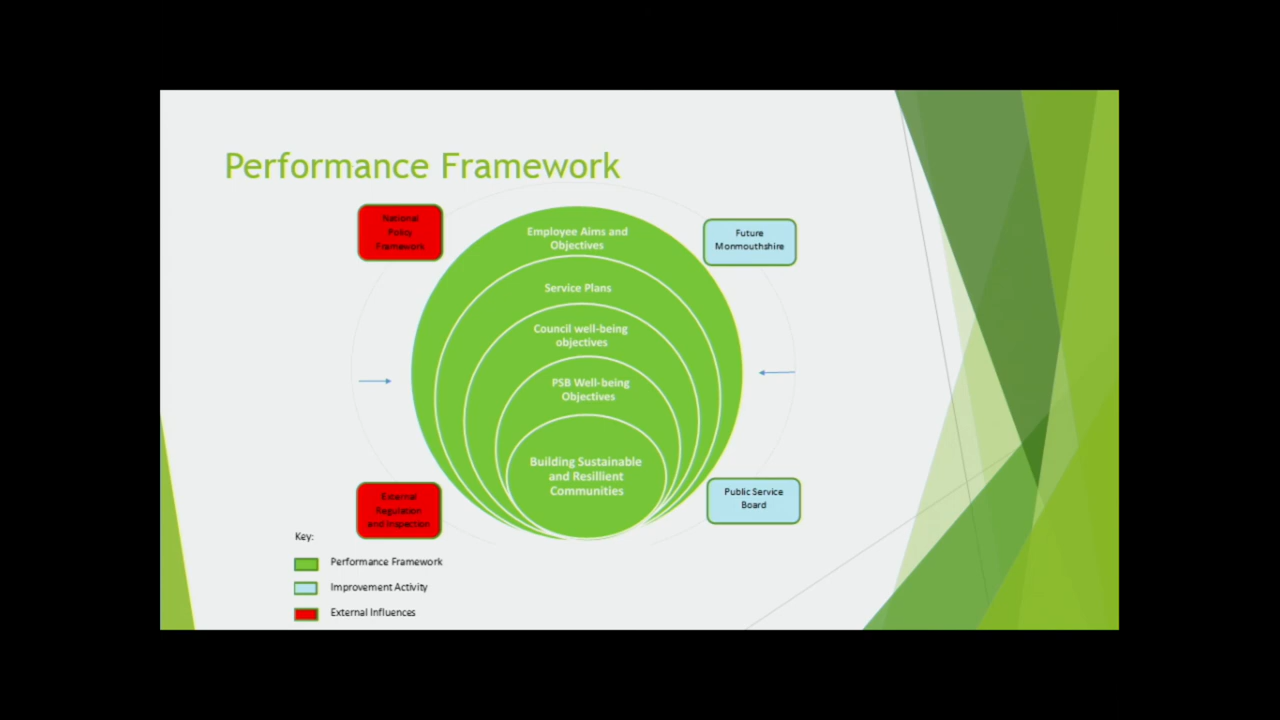 Performance Framework
National
Policy
Framework
Employee Aims and
Objectives
Future
Monmouthshire
Service Plans
Council well-being
objectives
PSB Well-being
Objectives
Building Sustainable
and Resillient
Communities
External
Regulation
and Inspection
Public Service
Board
Key:
Performance Framework
Improvement Activity
External Influences